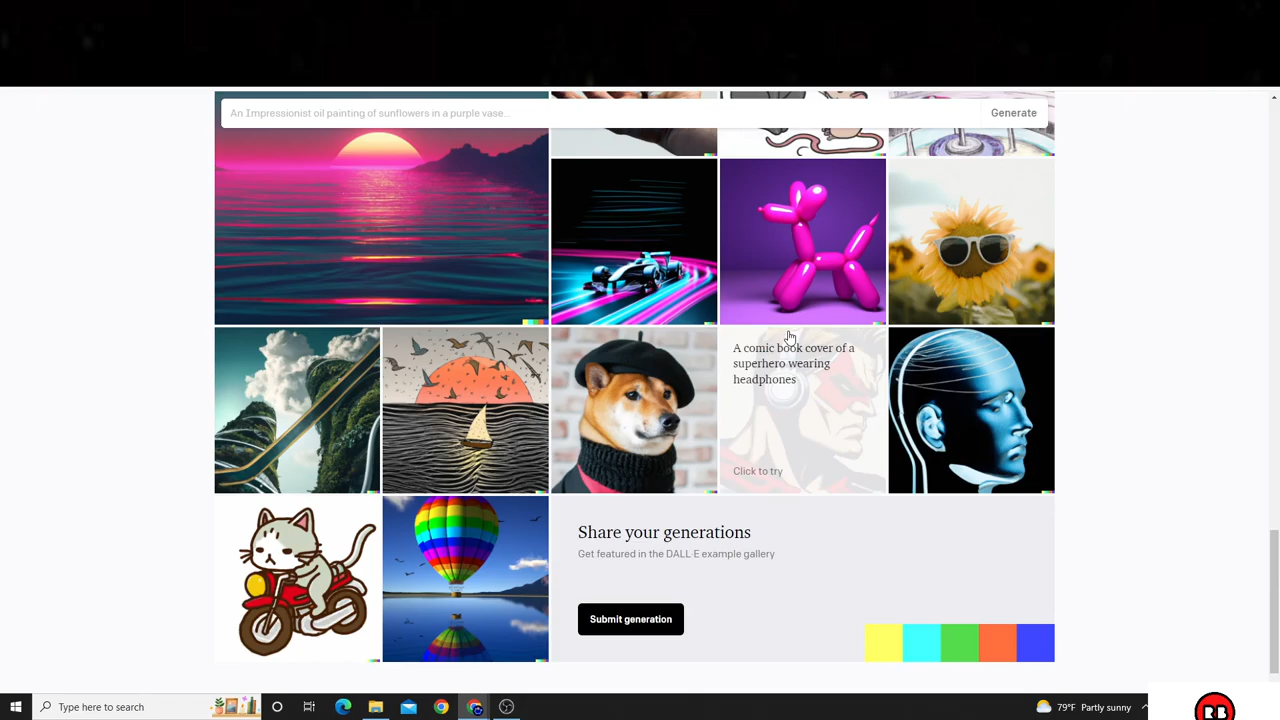 An Impressionist oil painting of sunflowers in a purple vase...
Generate
A comic book cover of a
superhero wearing
headphones
Click to try
Share your generations
Get featured in the DALL·E example gallery
Submit generation
Type here to search
79°F Partly sunny
RB